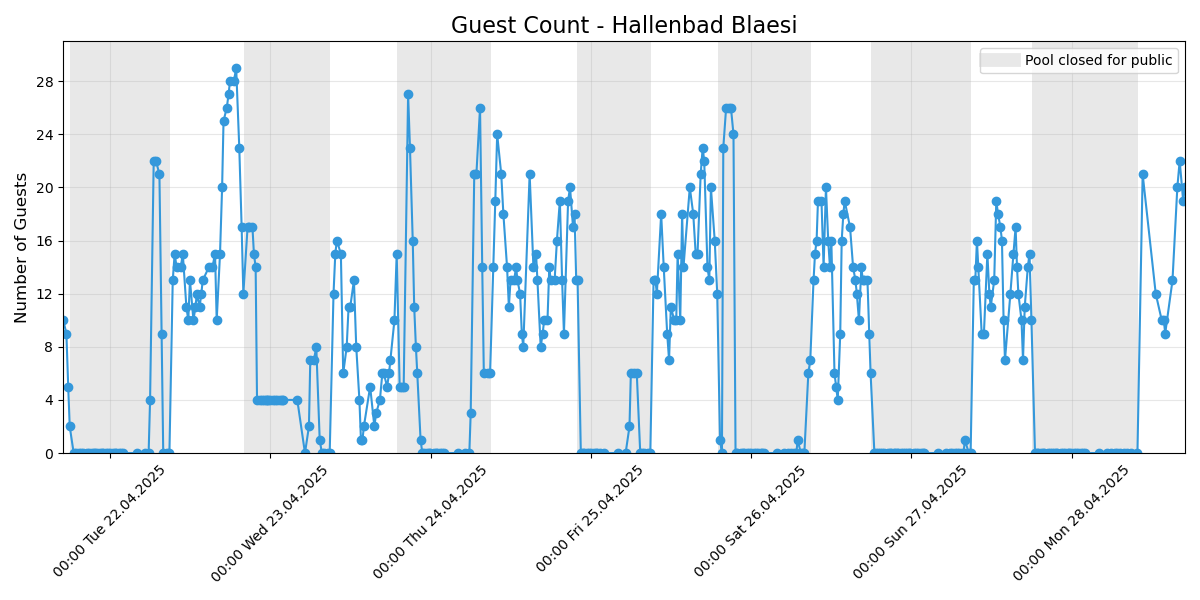 Guest Count - Hallenbad Blaesi
Pool closed for public
Number of Guests
28
24
20
16
12
8
4
0
00:00 Tue 22.04.2025
00:00 Wed 23.04.2025
00:00 Thu 24.04.2025
00:00 Fri 25.04.2025
00:00 Sat 26.04.2025
00:00 Sun 27.04.2025
00:00 Mon 28.04.2025